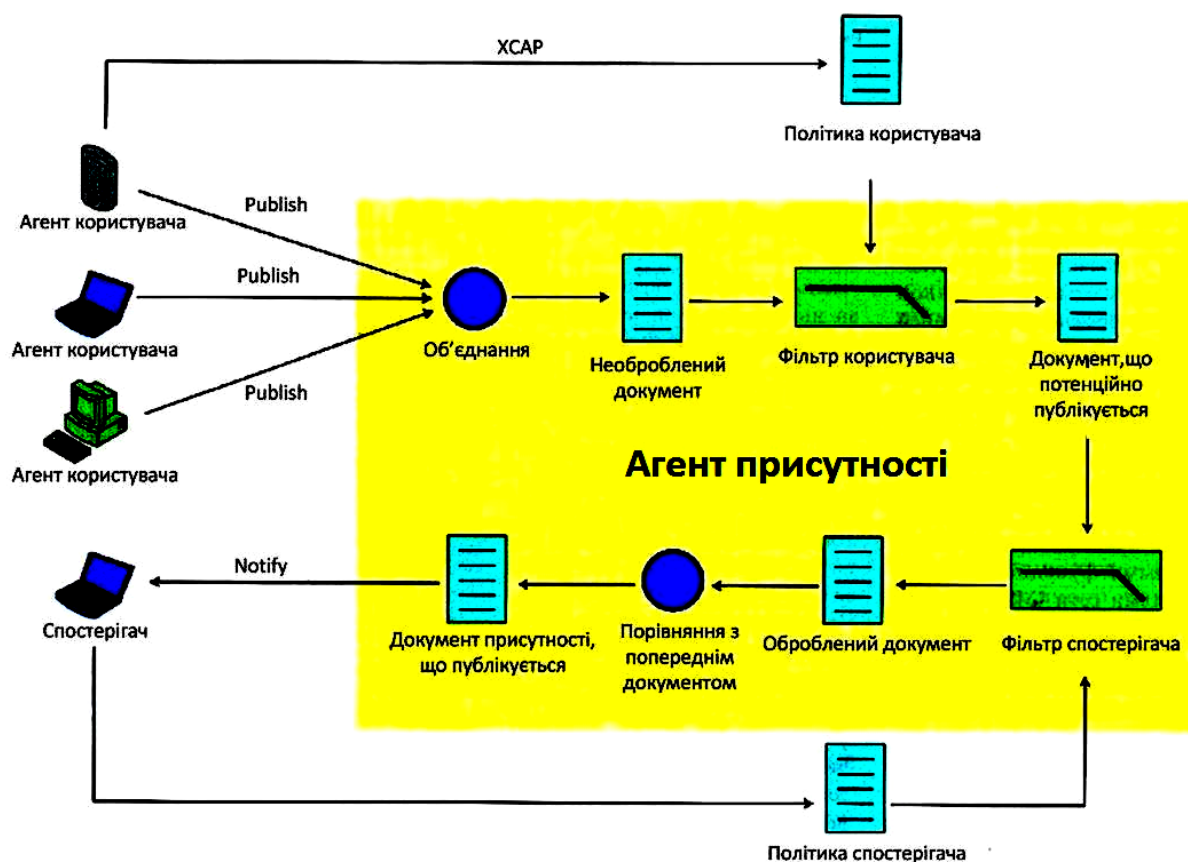 XCAP
Політика користувача
Агент користувача
Publish
Publish
Агент користувача
Publish
Агент користувача
Об’єднання
Необроблений
документ
Фільтр користувача
Документ,що
потенційно
публікується
Агент присутності
Notify
Спостерігач
Документ присутності,
що публікується
Порівняння з
попереднім
документом
Оброблений документ
Фільтр спостерігача
Політика спостерігача